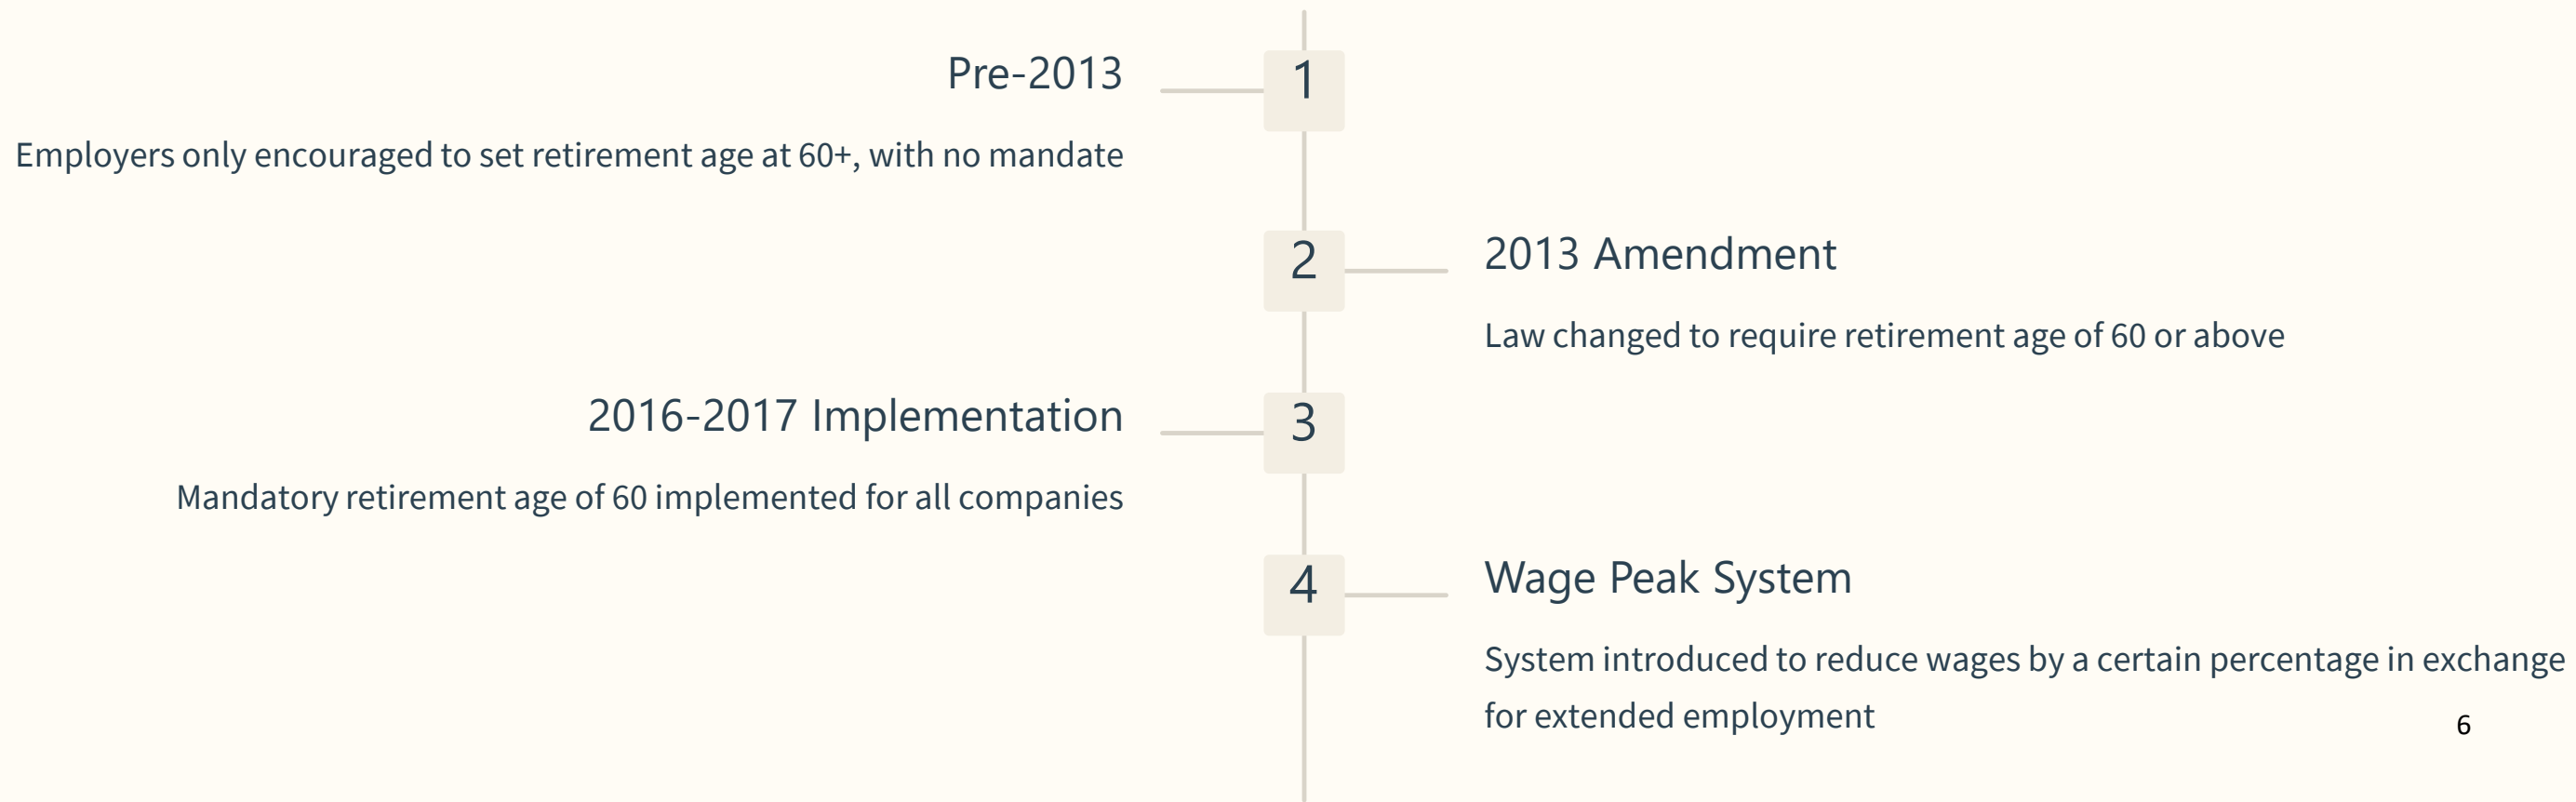 Pre-2013
1
Employers only encouraged to set retirement age at 60+, with no mandate
2
2013 Amendment
Law changed to require retirement age of 60 or above
2016-2017 Implementation
3
Mandatory retirement age of 60 implemented for all companies
4
Wage Peak System
System introduced to reduce wages by a certain percentage in exchange
for extended employment
6